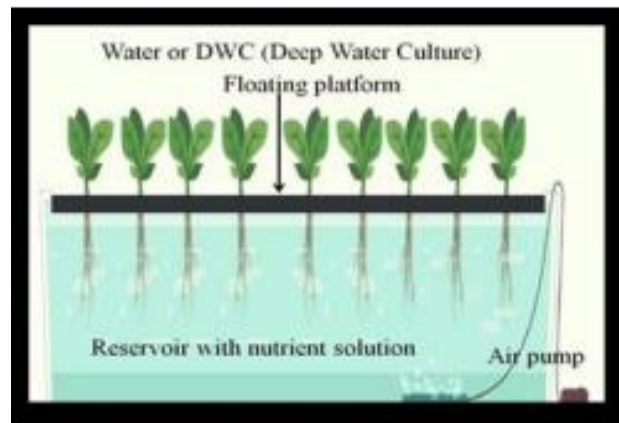 Water or DWC (Deep Water Culture)
Floating platform
Reservoir with nutrient solution
Air pump